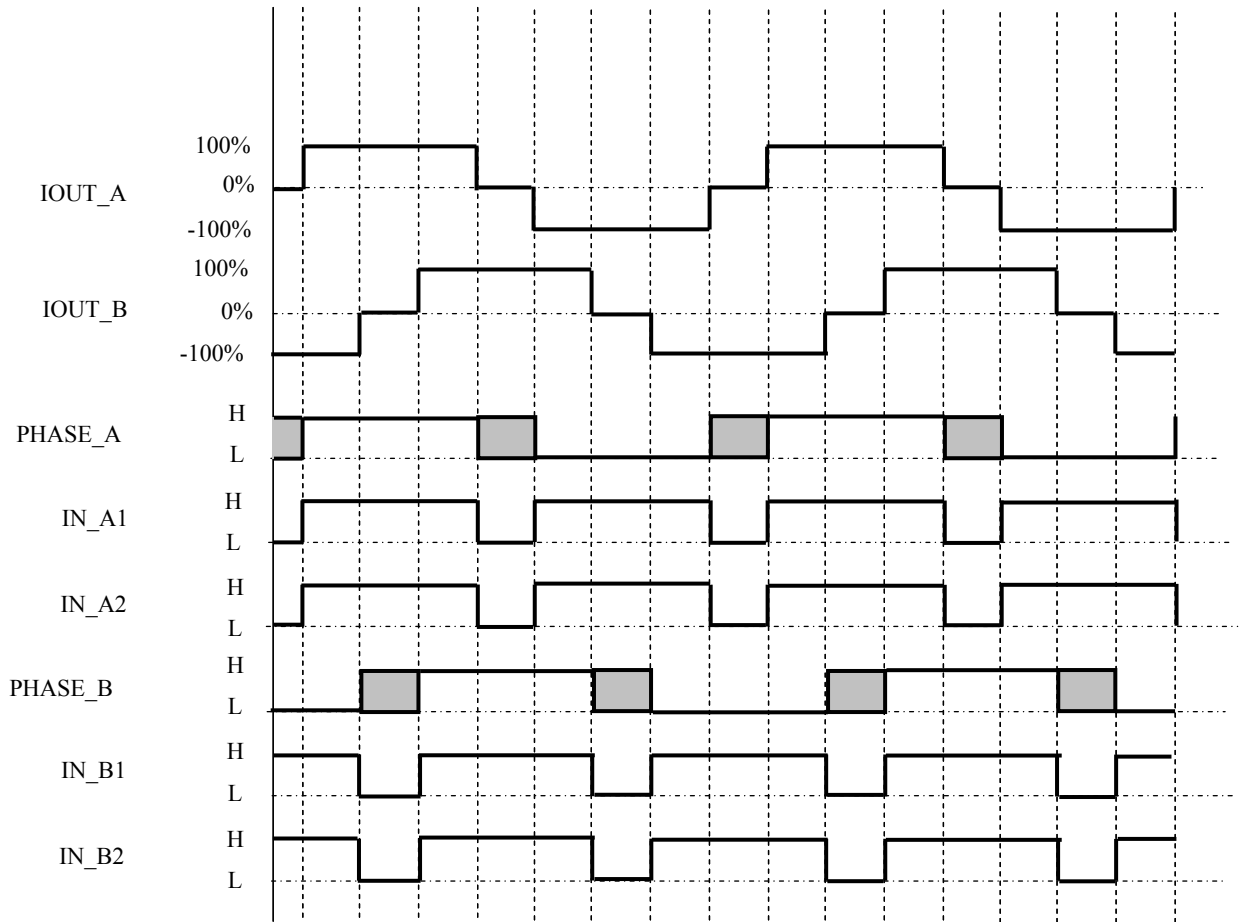 100%
IOUT_A
0%
-100%
100%
IOUT_B
0%
-100%
H
PHASE_A
L
H
IN_A1
L
H
IN_A2
L
H
PHASE_B
L
H
IN_B1
L
H
IN_B2
L